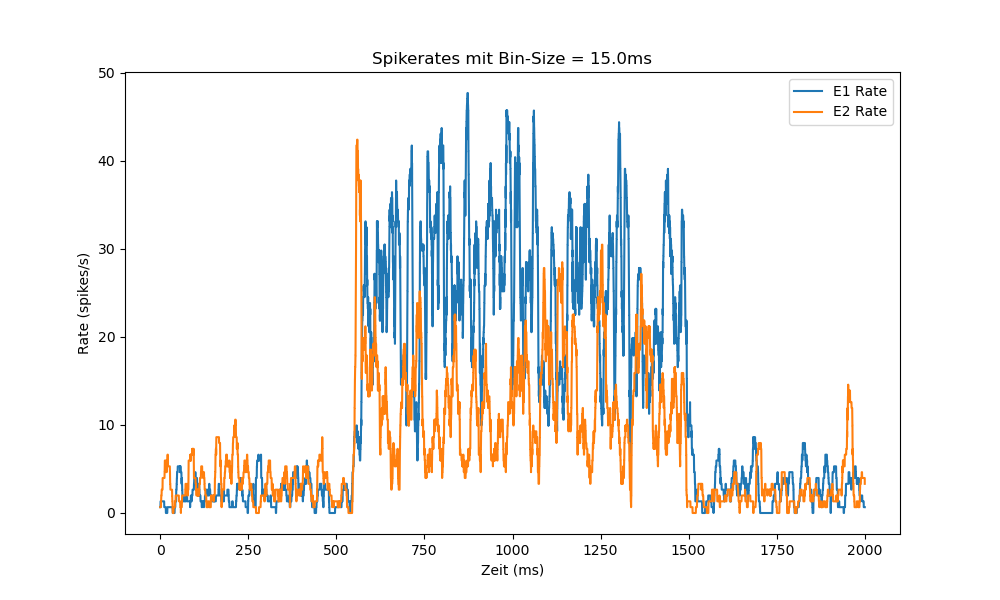 Spikerates mit Bin-Size = 15.0ms
50
40
30
20
10
0
Rate (spikes/s)
E1 Rate
E2 Rate
0 250 500 750 1000 1250 1500 1750 2000
Zeit (ms)